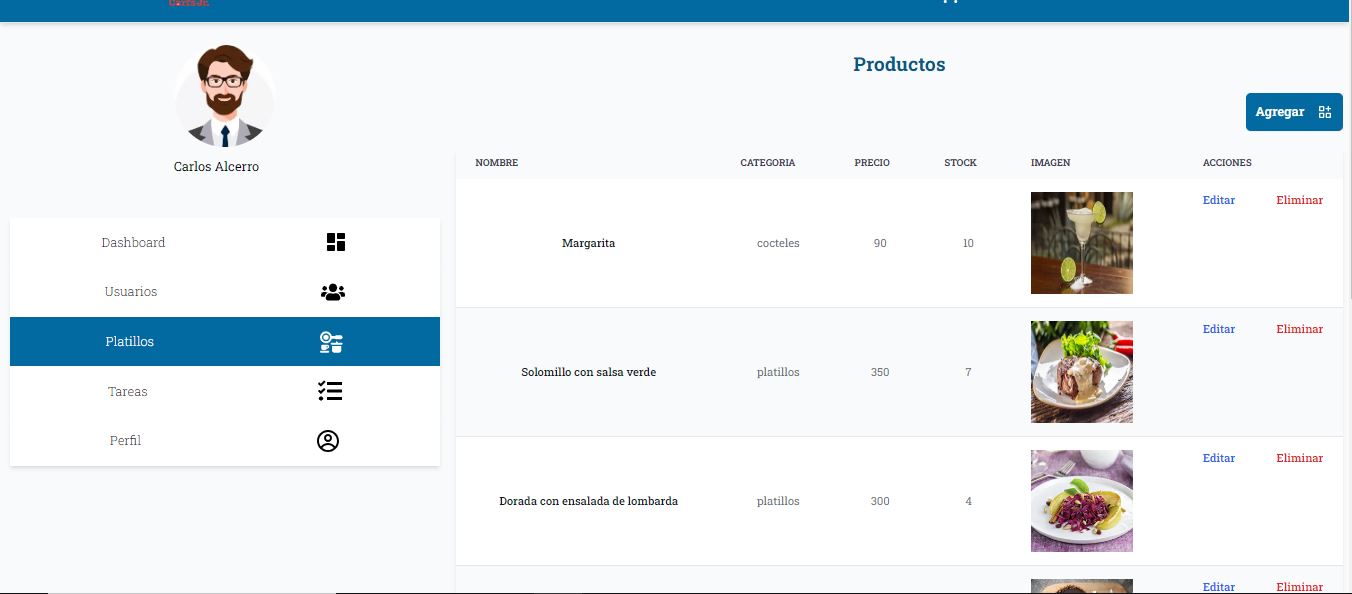 Carl's Jr.
Carlos Alcerro
Dashboard
Usuarios
Platillos
Tareas
Perfil
Productos
Agregar
NOMBRE CATEGORIA PRECIO STOCK IMAGEN ACCIONES
Margarita cocteles 90 10 Editar Eliminar
Solomillo con salsa verde platillos 350 7 Editar Eliminar
Dorada con ensalada de lombarda platillos 300 4 Editar Eliminar
Editar Eliminar